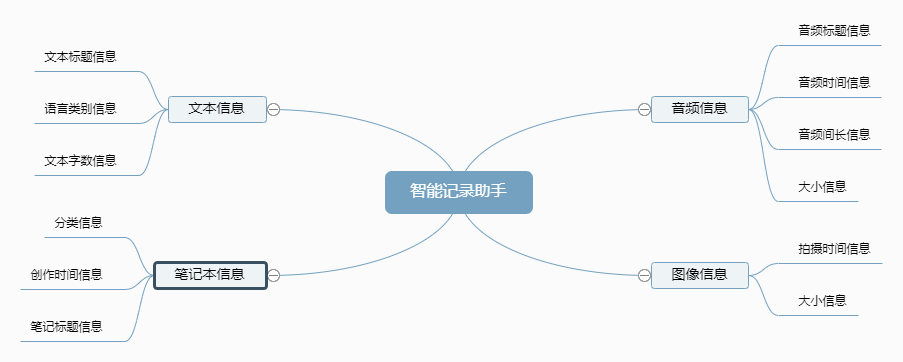 智能记录助手
文本信息
文本标题信息
语言类别信息
文本字数信息
笔记本信息
分类信息
创作时间信息
笔记标题信息
音频信息
音频标题信息
音频时间信息
音频间长信息
大小信息
图像信息
拍摄时间信息
大小信息